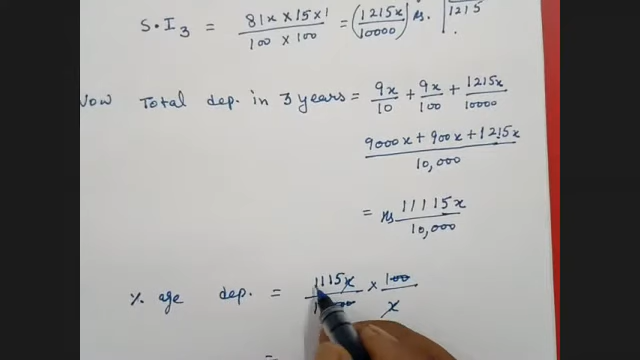 S.I3 = 81x × 15 × 1 / 100 × 100 = (1215x / 10000) Rs. 1215
Now Total dep. in 3 years = 9x/10 + 9x/100 + 1215x/10000
9000x + 900x + 1215x / 10,000
= Rs 11115x / 10,000
% age dep. = 1115x × 100 / x
=